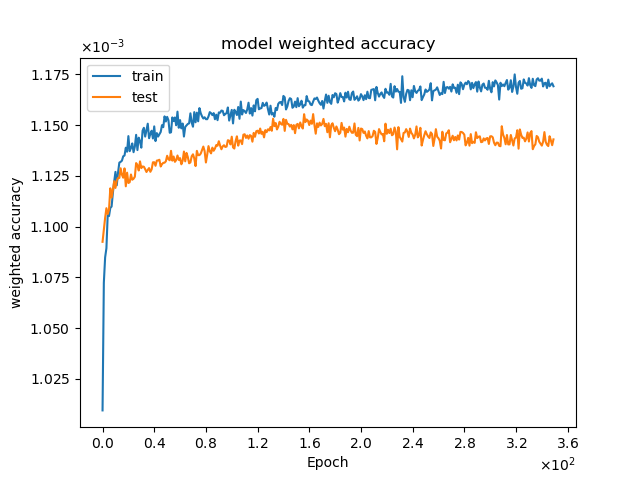 model weighted accuracy
×10⁻³
train
test
1.175
1.150
1.125
1.100
1.075
1.050
1.025
weighted accuracy
0.0 0.4 0.8 1.2 1.6 2.0 2.4 2.8 3.2 3.6
Epoch
×10²